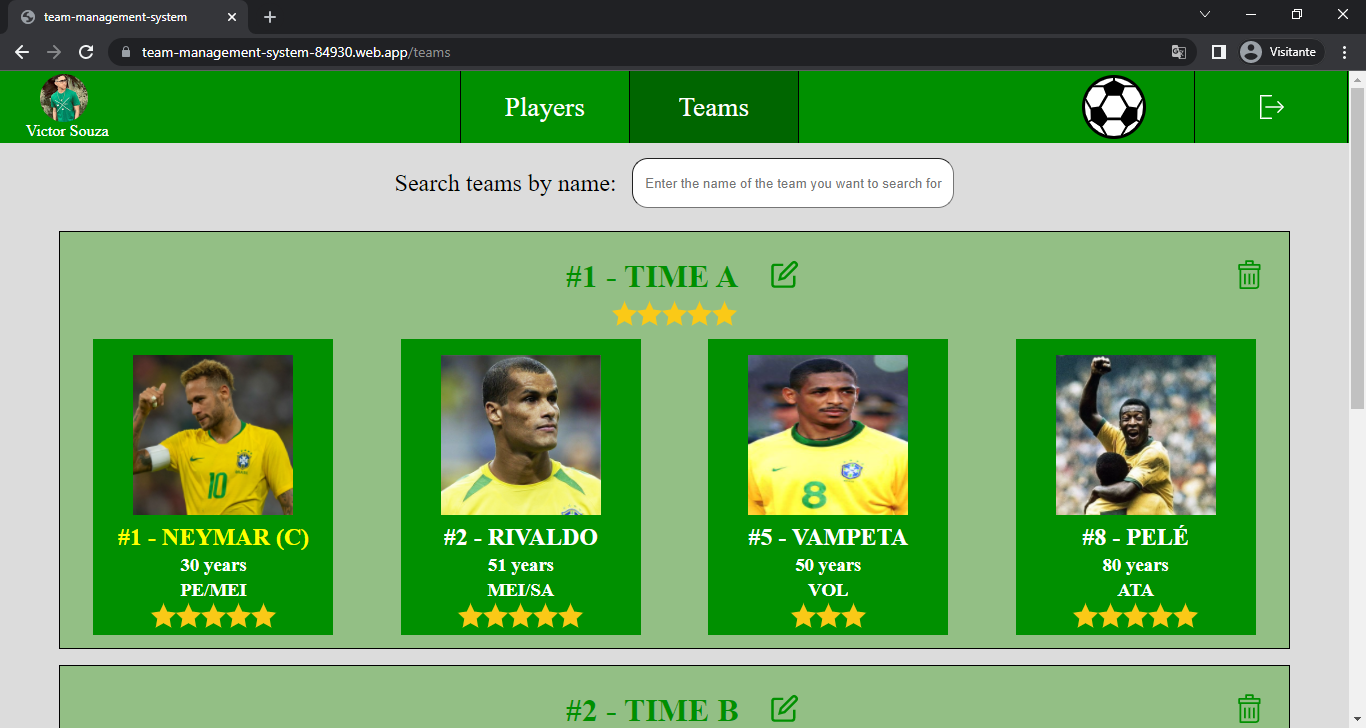 team-management-system
team-management-system-84930.web.app/teams
Visitante
Victor Souza
Players
Teams
Search teams by name:
Enter the name of the team you want to search for
#1 - TIME A
10
8
#1 - NEYMAR (C)
30 years
PE/MEI
#2 - RIVALDO
51 years
MEI/SA
#5 - VAMPETA
50 years
VOL
#8 - PELÉ
80 years
ATA
#2 - TIME B